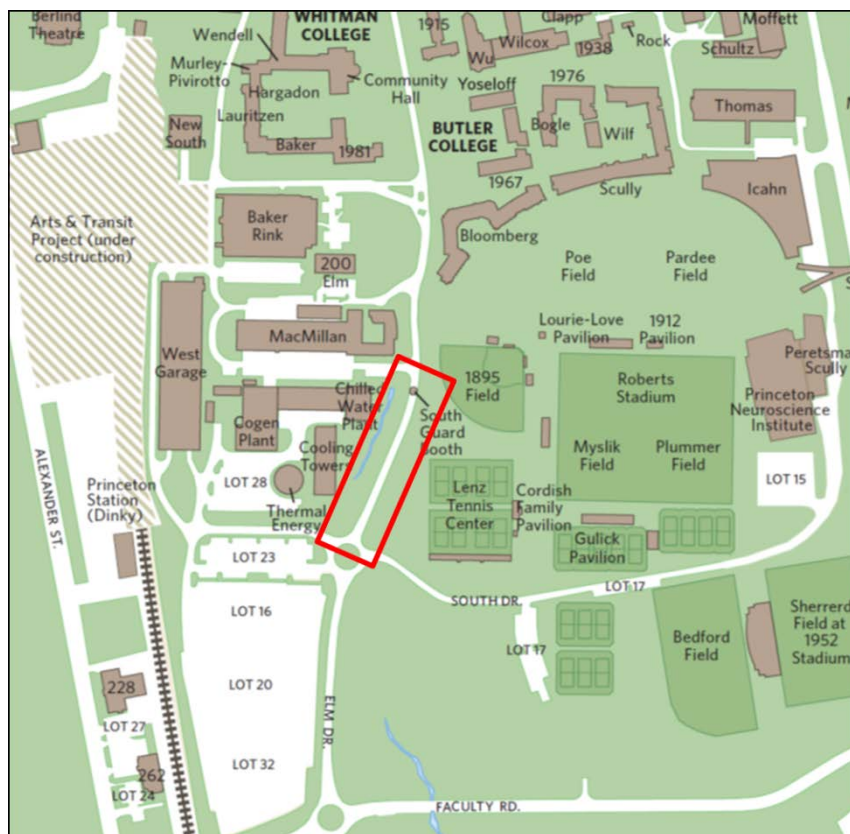 Berlind
Theatre
WHITMAN
COLLEGE
Wendell
Murley-
Pivirotto
Hargadon
Community
Hall
Lauritzen
New
South
Baker
1981
1915
Wu
Wilcox
Clapp
1938
Rock
Moffett
Schultz
Yoseloff
1976
Thomas
BUTLER
COLLEGE
Bogle
Wilf
1967
Scully
Icahn
Bloomberg
Arts & Transit
Project (under
construction)
Baker
Rink
200
Elm
Poe
Field
Pardee
Field
MacMillan
West
Garage
Lourie-Love
Pavilion
1912
Pavilion
Peretsma
Scully
1895
Field
Roberts
Stadium
Princeton
Neuroscience
Institute
Chilled
Water
Plant
Cogen
Plant
South
Guard
Booth
Cooling
Towers
Myslik
Field
Plummer
Field
LOT 15
LOT 28
Thermal
Energy
Lenz
Tennis
Center
Cordish
Family
Pavilion
Gulick
Pavilion
ALEXANDER ST.
Princeton
Station
(Dinky)
LOT 23
LOT 16
SOUTH DR.
LOT 17
LOT 17
Bedford
Field
Sherrerd
Field at
1952
Stadium
228
LOT 20
LOT 27
ELM DR.
LOT 32
262
LOT 24
FACULTY RD.